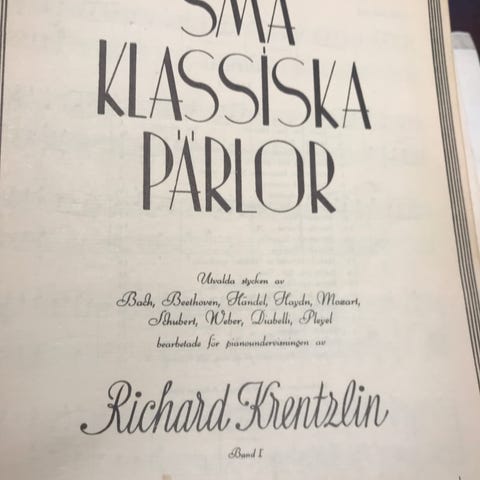 SMÅ
KLASSISKA
PÄRLOR
Utvalda stycken av
Bach, Beethoven, Händel, Haydn, Mozart,
Schubert, Weber, Diabelli, Pleyel
bearbetade för pianoundervisningen av
Richard Krentzlin
Band I